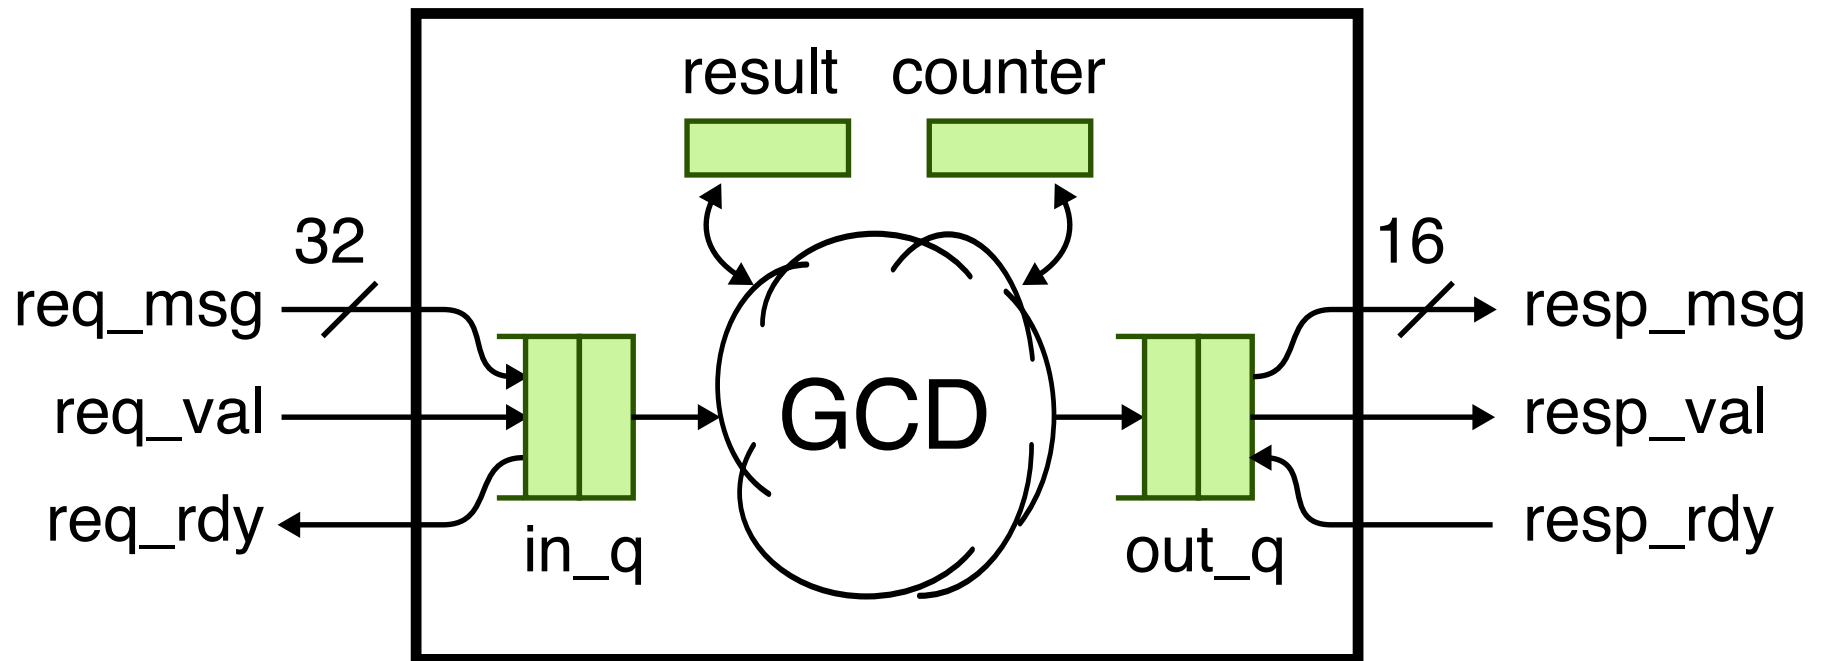 result counter
32
16
req_msg
resp_msg
req_val
GCD
resp_val
req_rdy
in_q
out_q
resp_rdy